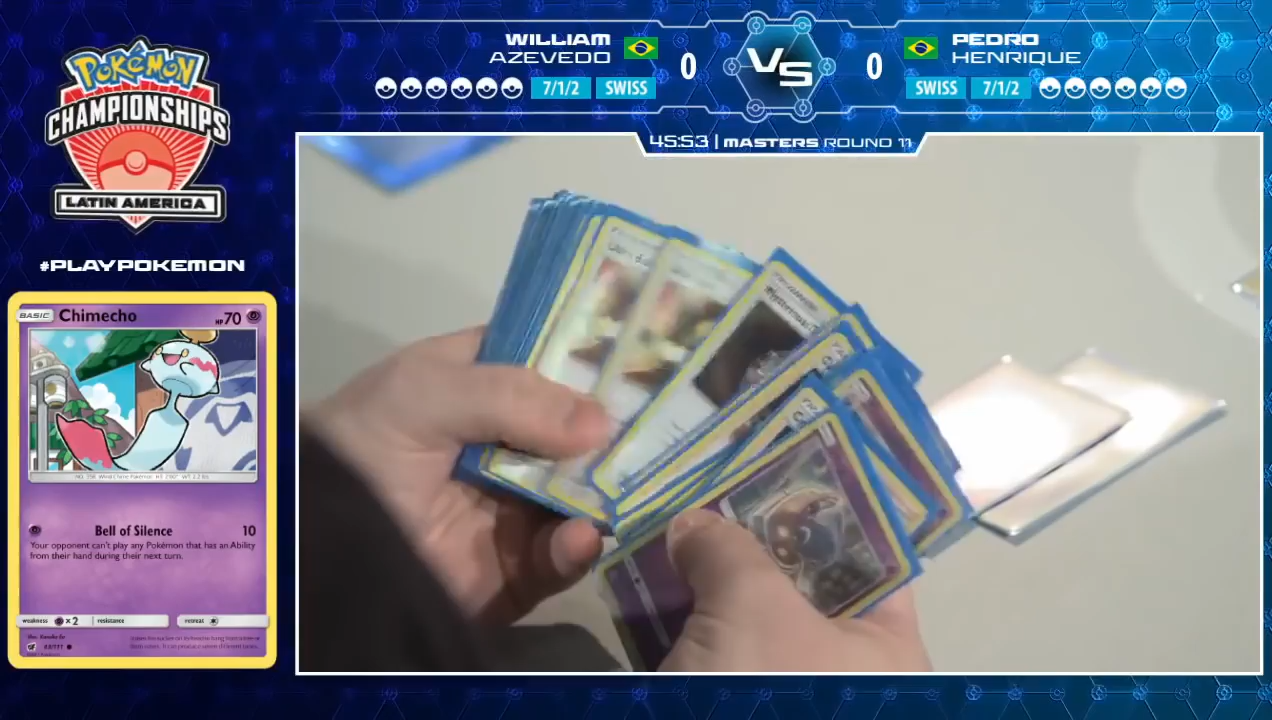 POKÉMON
CHAMPIONSHIPS
LATIN AMERICA
#PLAYPOKEMON
WILLIAM
AZEVEDO
0
VS
0
PEDRO
HENRIQUE
7/1/2
SWISS
SWISS
7/1/2
45:53 | MASTERS ROUND 11
BASIC Chimecho HP70
Bell of Silence 10
Your opponent can't play any Pokémon that has an Ability
from their hand during their next turn.
weakness ×2 resistance retreat